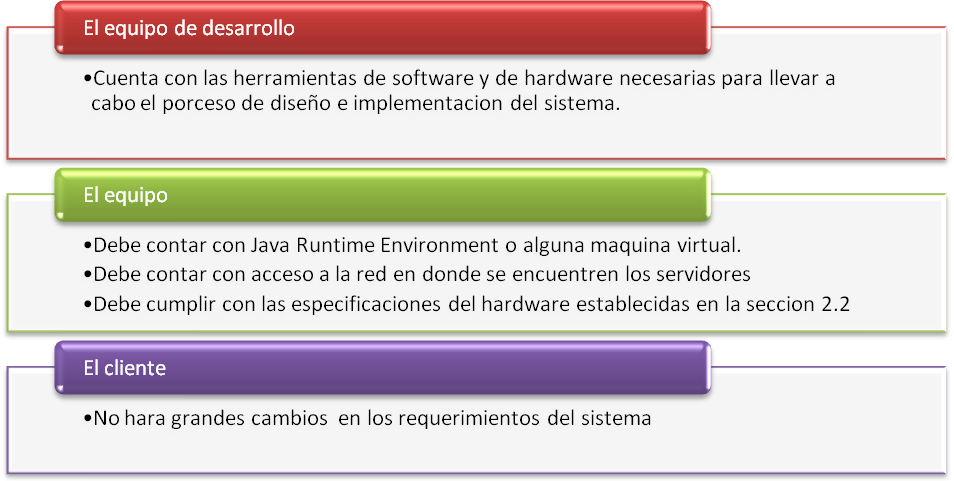 El equipo de desarrollo
•Cuenta con las herramientas de software y de hardware necesarias para llevar a
cabo el porceso de diseño e implementacion del sistema.
El equipo
•Debe contar con Java Runtime Environment o alguna maquina virtual.
•Debe contar con acceso a la red en donde se encuentren los servidores
•Debe cumplir con las especificaciones del hardware establecidas en la seccion 2.2
El cliente
•No hara grandes cambios  en los requerimientos del sistema